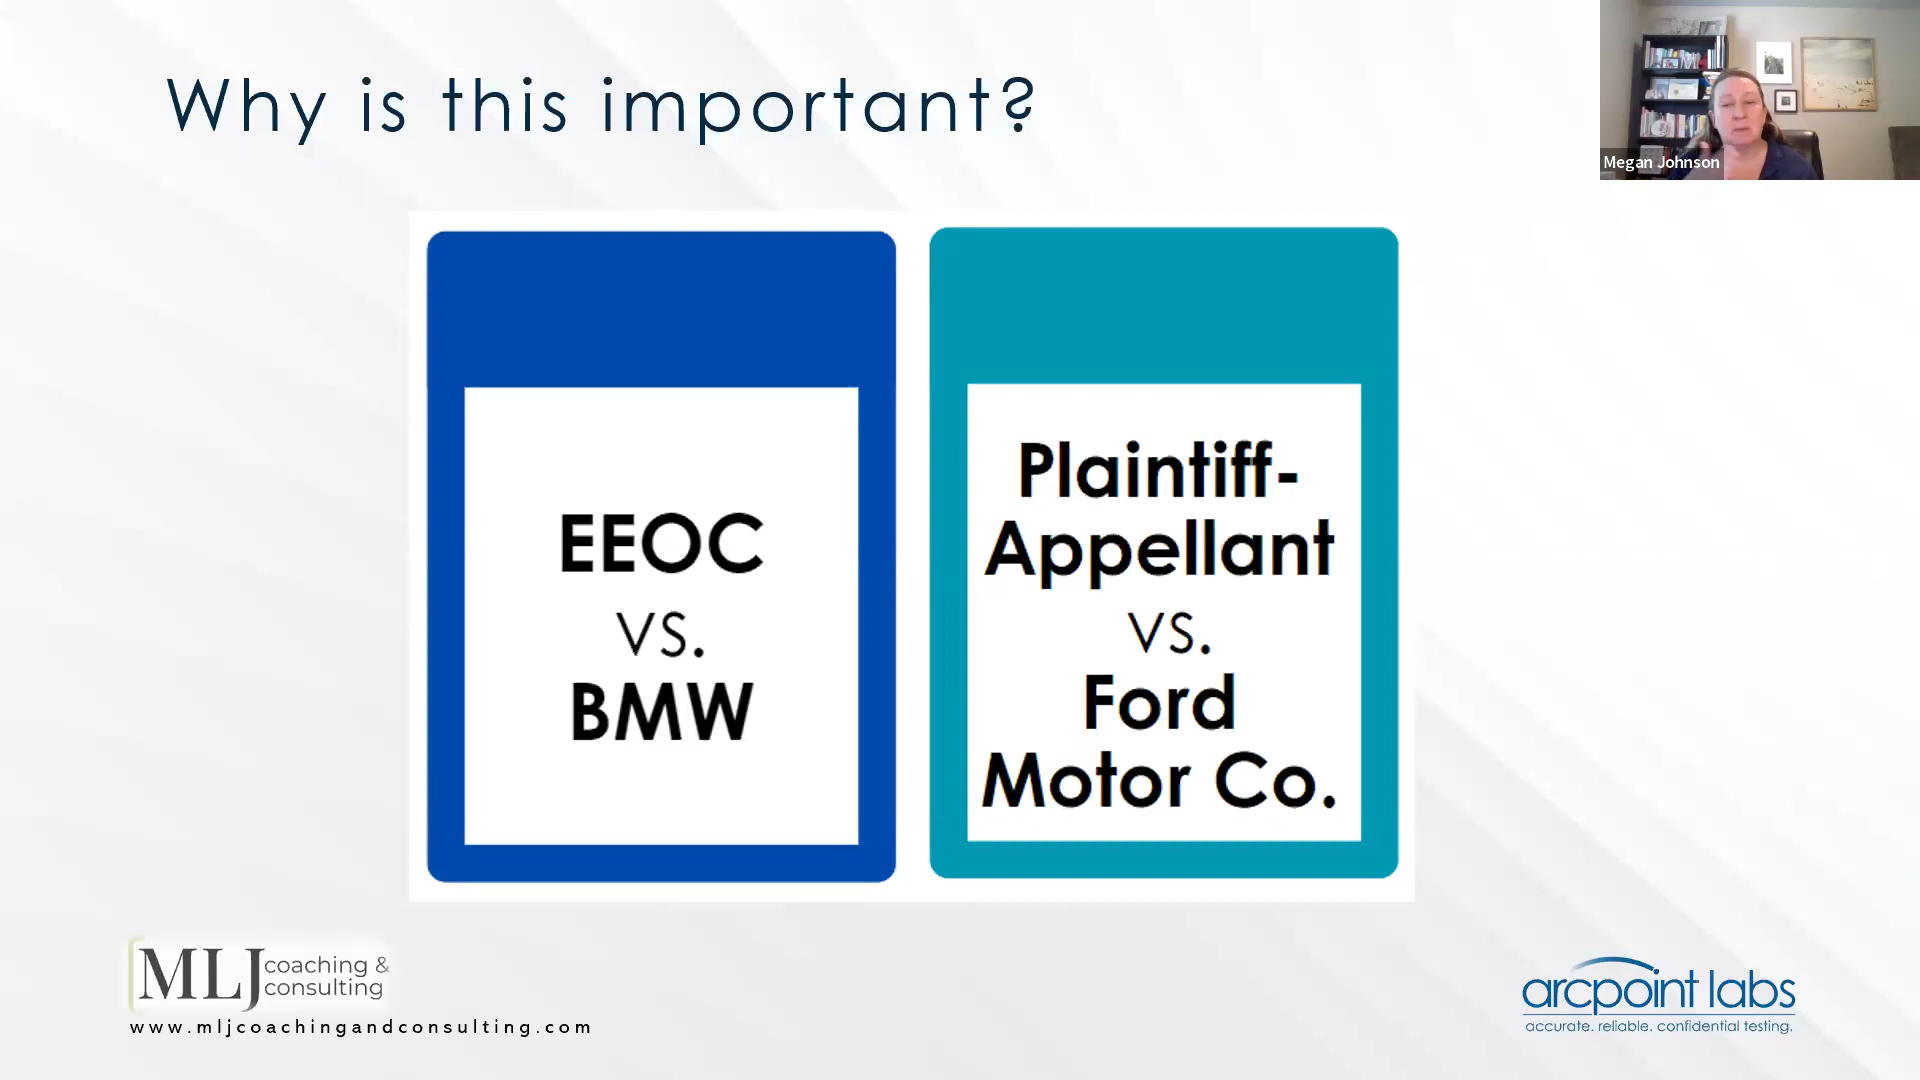 Why is this important?
Megan Johnson
EEOC
vs.
BMW
Plaintiff-
Appellant
vs.
Ford
Motor Co.
MLJ coaching &
consulting
www.mljcoachingandconsulting.com
arcpoint labs
accurate. reliable. confidential testing.